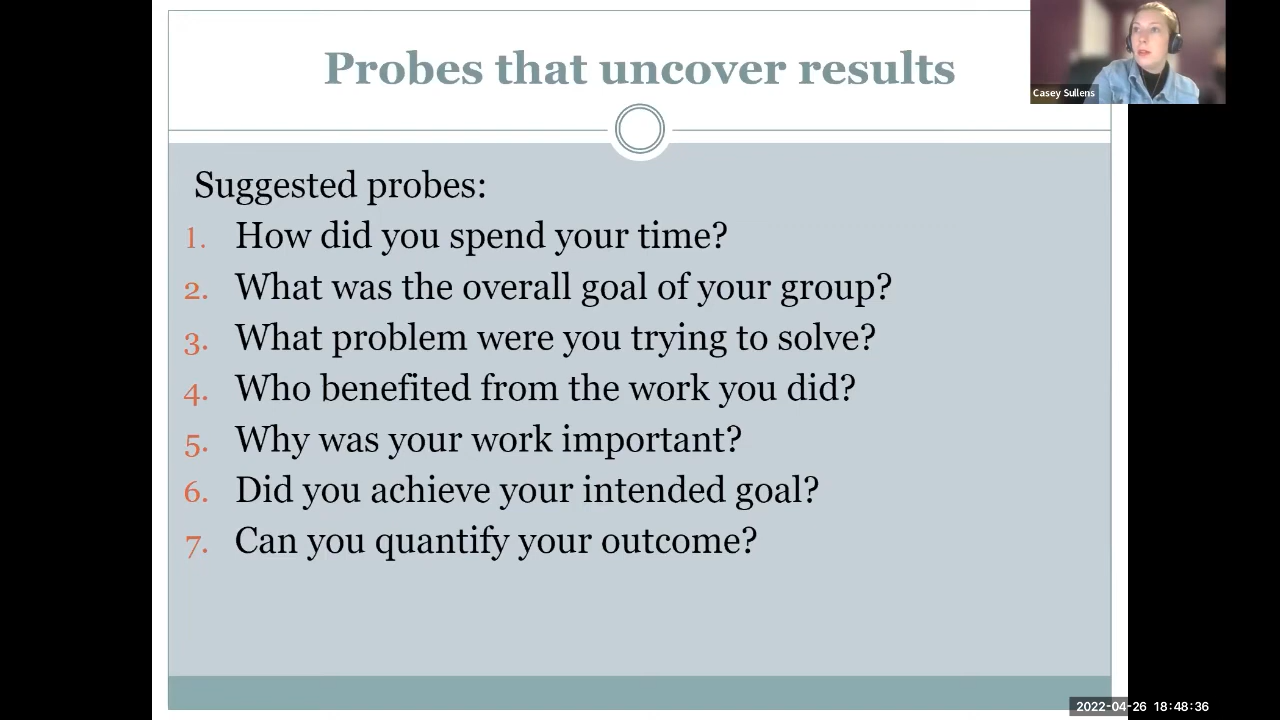 Probes that uncover results
Casey Sullens
Suggested probes:
1. How did you spend your time?
2. What was the overall goal of your group?
3. What problem were you trying to solve?
4. Who benefited from the work you did?
5. Why was your work important?
6. Did you achieve your intended goal?
7. Can you quantify your outcome?
2022-04-26 18:48:36